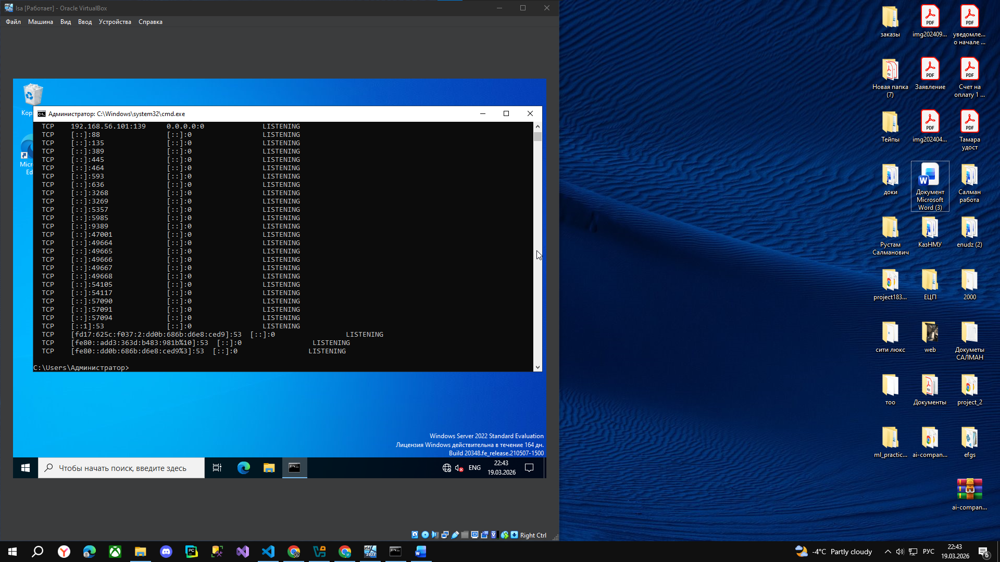 Isa [Работает] - Oracle VirtualBox
Файл Машина Вид Ввод Устройства Справка
Администратор: C:\Windows\system32\cmd.exe
TCP 192.168.56.101:139 0.0.0.0:0 LISTENING
TCP [::]:88 [::]:0 LISTENING
TCP [::]:135 [::]:0 LISTENING
TCP [::]:389 [::]:0 LISTENING
TCP [::]:445 [::]:0 LISTENING
TCP [::]:464 [::]:0 LISTENING
TCP [::]:593 [::]:0 LISTENING
TCP [::]:636 [::]:0 LISTENING
TCP [::]:3268 [::]:0 LISTENING
TCP [::]:3269 [::]:0 LISTENING
TCP [::]:5357 [::]:0 LISTENING
TCP [::]:5985 [::]:0 LISTENING
TCP [::]:9389 [::]:0 LISTENING
TCP [::]:47001 [::]:0 LISTENING
TCP [::]:49664 [::]:0 LISTENING
TCP [::]:49665 [::]:0 LISTENING
TCP [::]:49666 [::]:0 LISTENING
TCP [::]:49667 [::]:0 LISTENING
TCP [::]:49668 [::]:0 LISTENING
TCP [::]:54105 [::]:0 LISTENING
TCP [::]:54117 [::]:0 LISTENING
TCP [::]:57090 [::]:0 LISTENING
TCP [::]:57091 [::]:0 LISTENING
TCP [::]:57094 [::]:0 LISTENING
TCP [::1]:53 [::]:0 LISTENING
TCP [fd17:625c:f037:2:dd0b:686b:d6e8:ced9]:53 [::]:0 LISTENING
TCP [fe80::add3:363d:b483:981b%10]:53 [::]:0 LISTENING
TCP [fe80::dd0b:686b:d6e8:ced9%3]:53 [::]:0 LISTENING
C:\Users\Администратор>
Windows Server 2022 Standard Evaluation
Лицензия Windows действительна в течение 164 дн.
Build 20348.fe_release.210507-1500
Чтобы начать поиск, введите здесь
ENG
22:43
19.03.2026
Right Ctrl
заказы
img202409...
уведомле...
о начале ...
Новая папка
(7)
Заявление
Счет на
оплату 1 ...
Тейпы
img202404...
Тамара
удост
доки
Документ
Microsoft
Word (3)
Салман
работа
Рустам
Салманович
КазНМУ
enudz (2)
project183...
ЕЦП
2000
сити люкс
web
Докуметы
САЛМАН
тоо
Документы
project_2
ml_practic...
ai-compan...
efgs
ai-compan...
-4°C Partly cloudy
РУС
22:43
19.03.2026
6